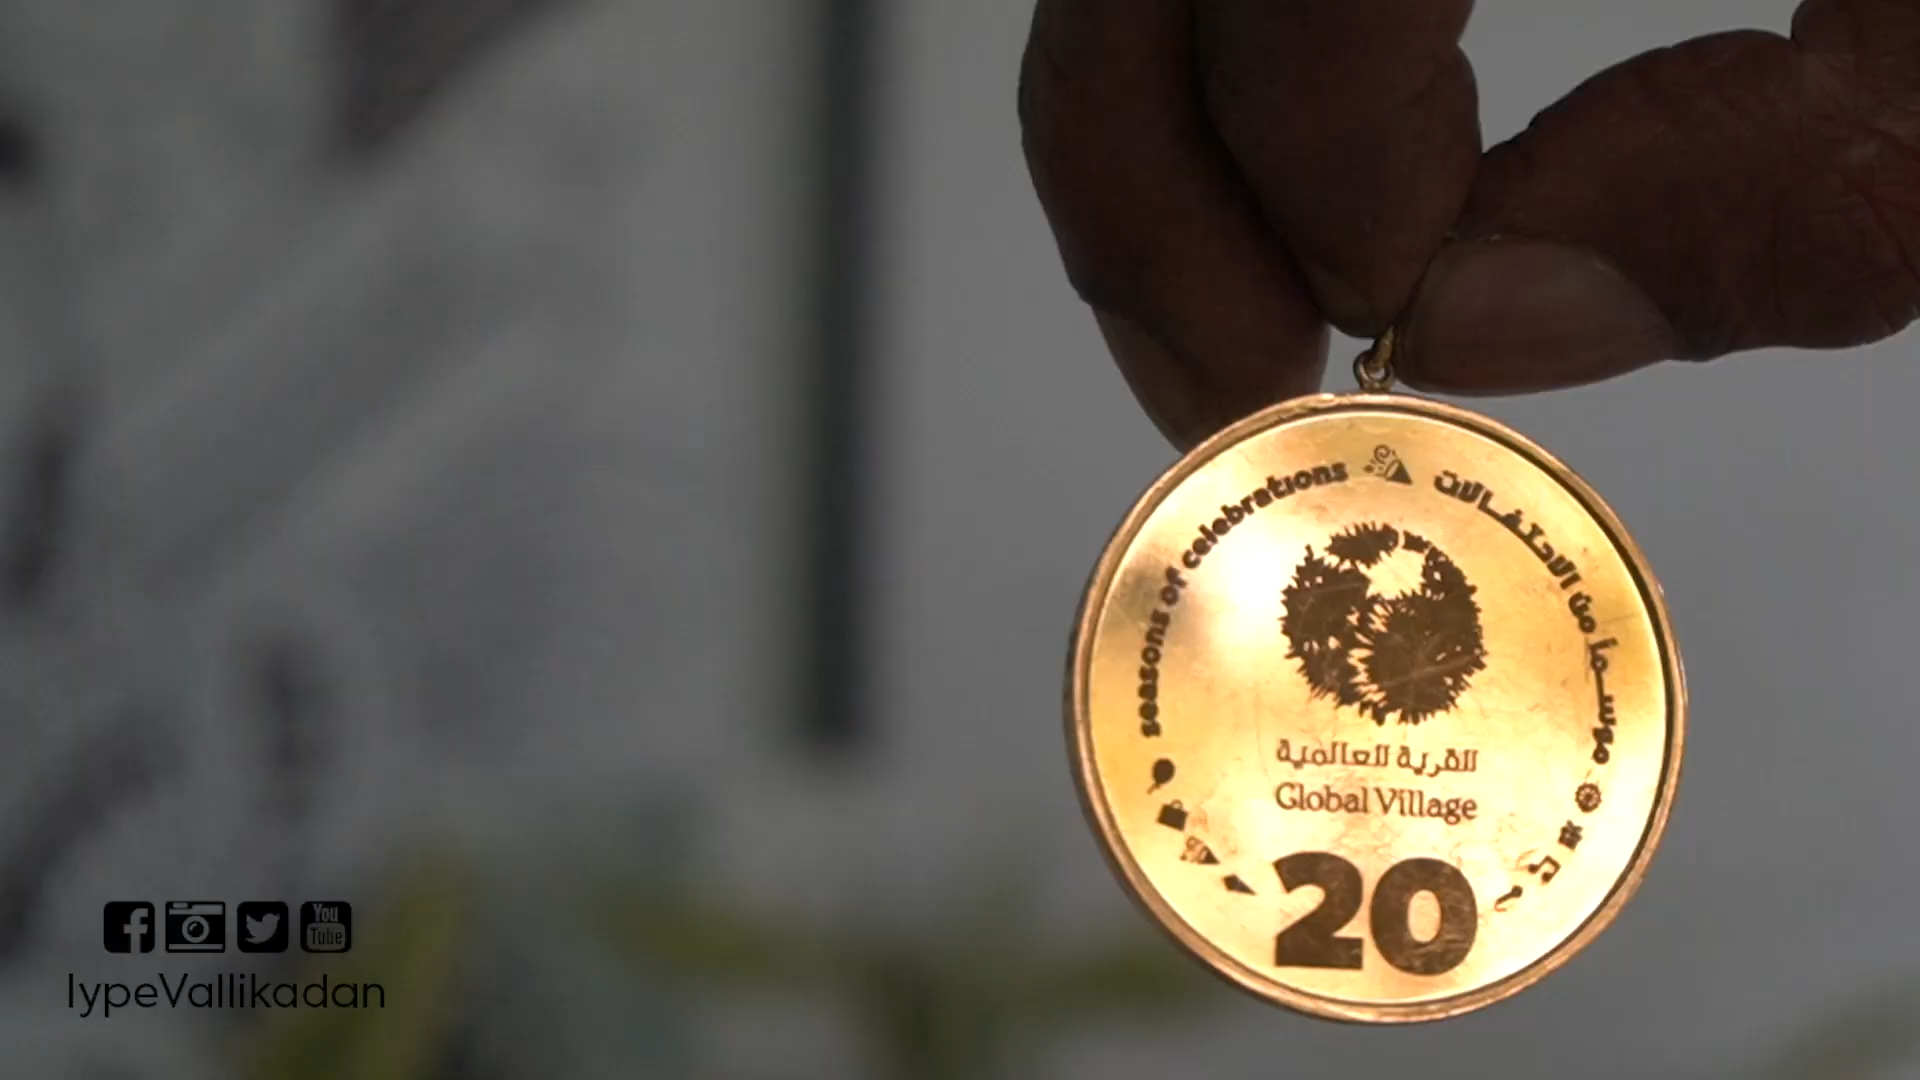 seasons of celebrations
موسماً من الاحتفالات
القرية العالمية
Global Village
20
You
Tube
IypeVallikadan